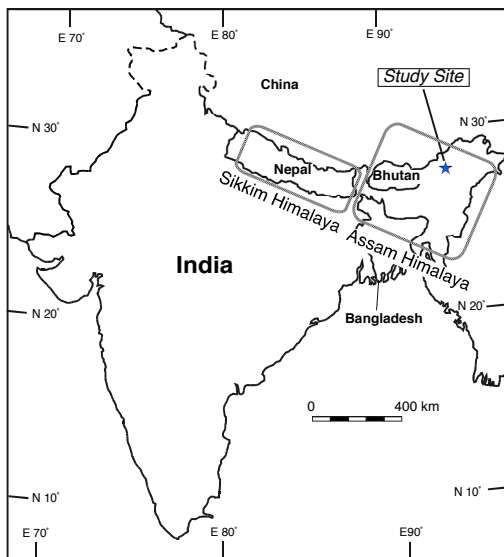 E 70° E 80° E 90°
China
Study Site
N 30° N 30°
Nepal
Bhutan
Sikkim Himalaya
Assam Himalaya
India
N 20° N 20°
Bangladesh
0 400 km
N 10° N 10°
E 70° E 80° E90°